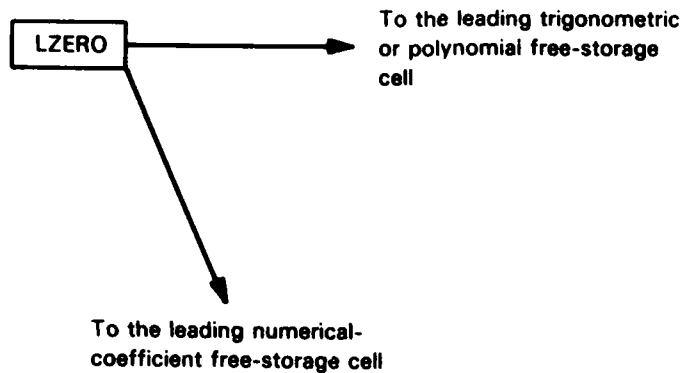 LZERO
To the leading trigonometric
or polynomial free-storage
cell
To the leading numerical-
coefficient free-storage cell